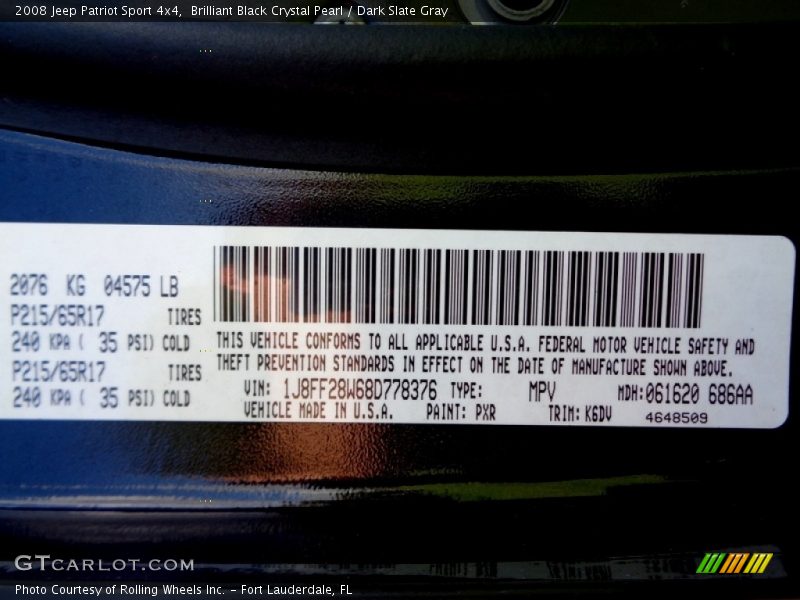 2008 Jeep Patriot Sport 4x4,  Brilliant Black Crystal Pearl / Dark Slate Gray
2076 KG 04575 LB
P215/65R17 TIRES
240 KPA ( 35 PSI) COLD
P215/65R17 TIRES
240 KPA ( 35 PSI) COLD
THIS VEHICLE CONFORMS TO ALL APPLICABLE U.S.A. FEDERAL MOTOR VEHICLE SAFETY AND
THEFT PREVENTION STANDARDS IN EFFECT ON THE DATE OF MANUFACTURE SHOWN ABOVE.
VIN: 1J8FF28W68D778376 TYPE: MPV MDH:061620 686AA
VEHICLE MADE IN U.S.A. PAINT: PXR TRIM: K6DV 4648509
GTCARLOT.COM
Photo Courtesy of Rolling Wheels Inc. - Fort Lauderdale, FL